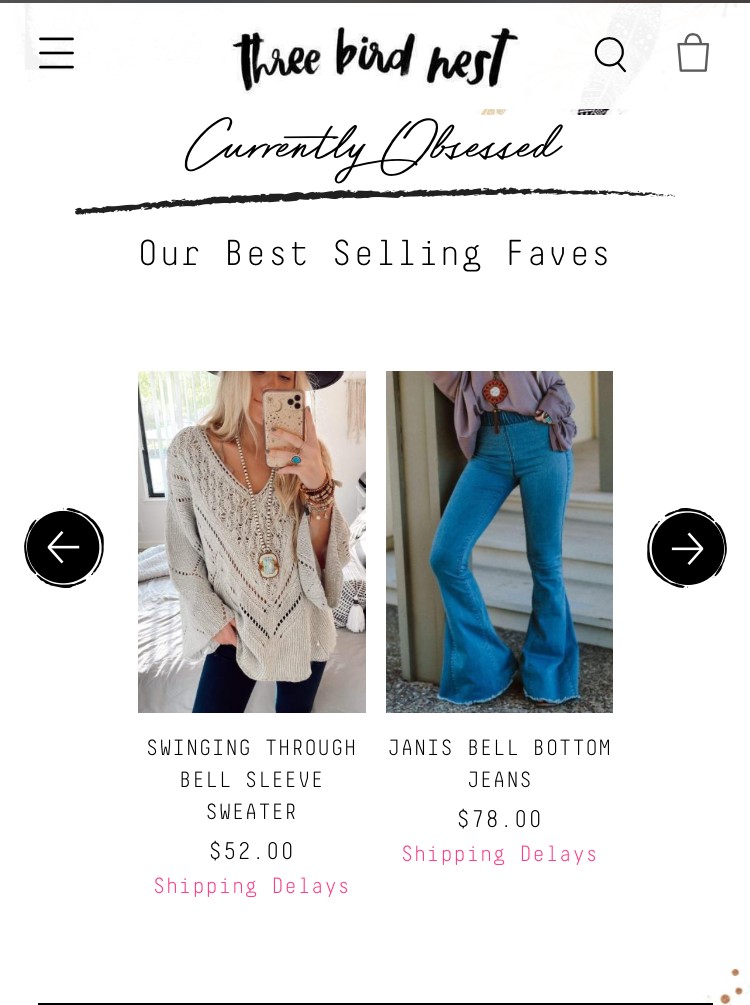 three bird nest
Currently Obsessed
Our Best Selling Faves
SWINGING THROUGH
BELL SLEEVE
SWEATER
$52.00
Shipping Delays
JANIS BELL BOTTOM
JEANS
$78.00
Shipping Delays